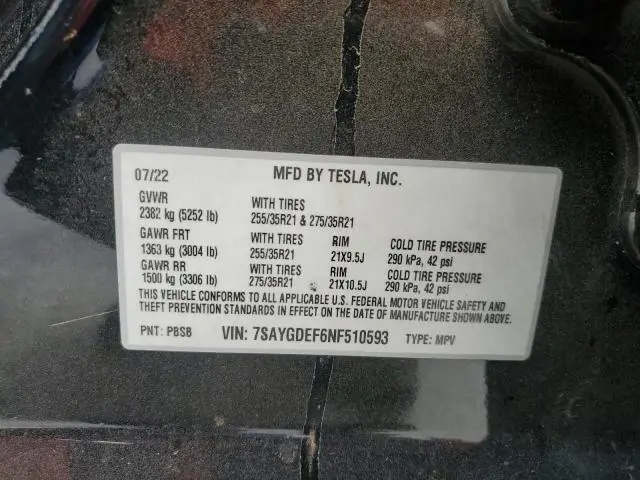 07/22 MFD BY TESLA, INC.
GVWR WITH TIRES
2382 kg (5252 lb) 255/35R21 & 275/35R21
GAWR FRT WITH TIRES RIM COLD TIRE PRESSURE
1363 kg (3004 lb) 255/35R21 21X9.5J 290 kPa, 42 psi
GAWR RR WITH TIRES RIM COLD TIRE PRESSURE
1500 kg (3306 lb) 275/35R21 21X10.5J 290 kPa, 42 psi
THIS VEHICLE CONFORMS TO ALL APPLICABLE U.S. FEDERAL MOTOR VEHICLE SAFETY AND
THEFT PREVENTION STANDARDS IN EFFECT ON THE DATE OF MANUFACTURE SHOWN ABOVE.
PNT: PBSB VIN: 7SAYGDEF6NF510593 TYPE: MPV